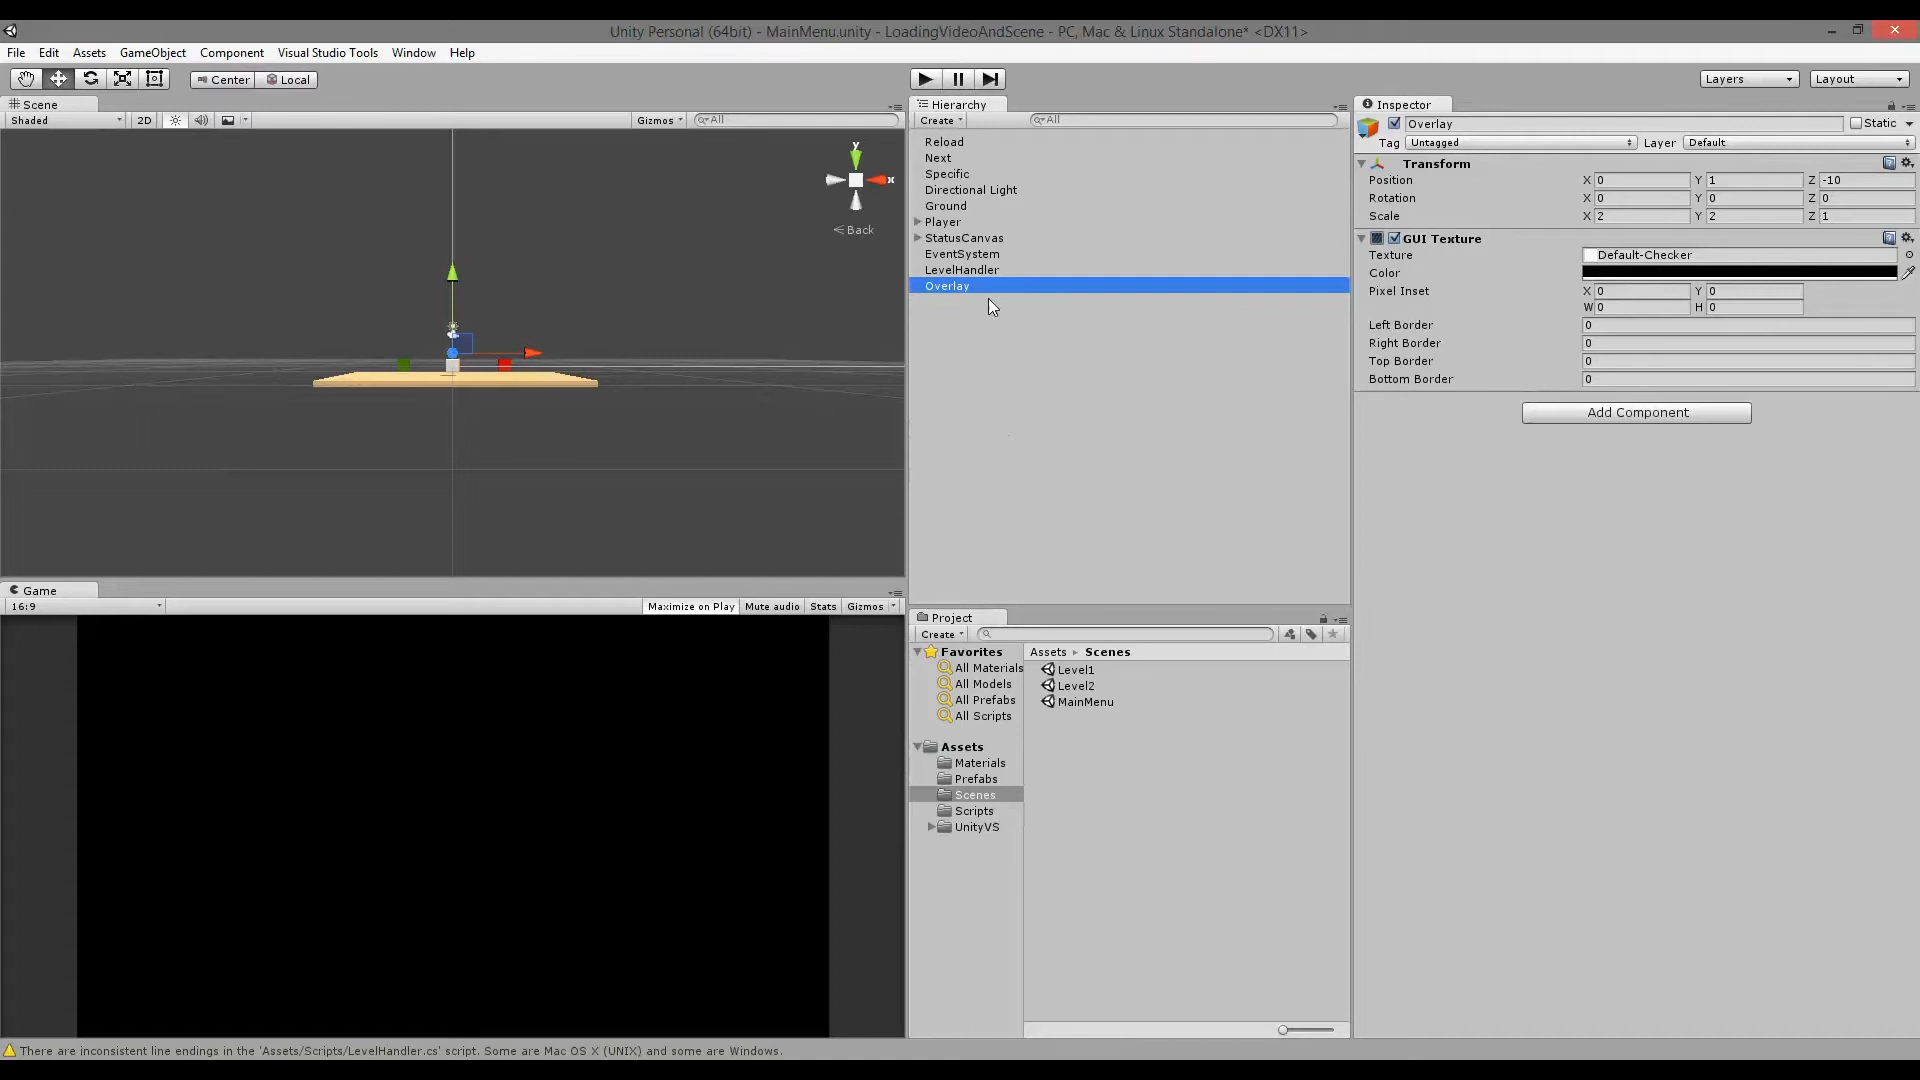 Unity Personal (64bit) - MainMenu.unity - LoadingVideoAndScene - PC, Mac & Linux Standalone* <DX11>
File Edit Assets GameObject Component Visual Studio Tools Window Help
Center Local Layers Layout
Scene
Shaded 2D Gizmos All
y
x
Back
Game
16:9 Maximize on Play Mute audio Stats Gizmos
Hierarchy
Create All
Reload
Next
Specific
Directional Light
Ground
Player
StatusCanvas
EventSystem
LevelHandler
Overlay
Project
Create
Favorites
All Materials
All Models
All Prefabs
All Scripts
Assets
Materials
Prefabs
Scenes
Scripts
UnityVS
Assets Scenes
Level1
Level2
MainMenu
Inspector
Overlay Static
Tag Untagged Layer Default
Transform
Position X 0 Y 1 Z -10
Rotation X 0 Y 0 Z 0
Scale X 2 Y 2 Z 1
GUI Texture
Texture Default-Checker
Color
Pixel Inset X 0 Y 0
W 0 H 0
Left Border 0
Right Border 0
Top Border 0
Bottom Border 0
Add Component
There are inconsistent line endings in the 'Assets/Scripts/LevelHandler.cs' script. Some are Mac OS X (UNIX) and some are Windows.